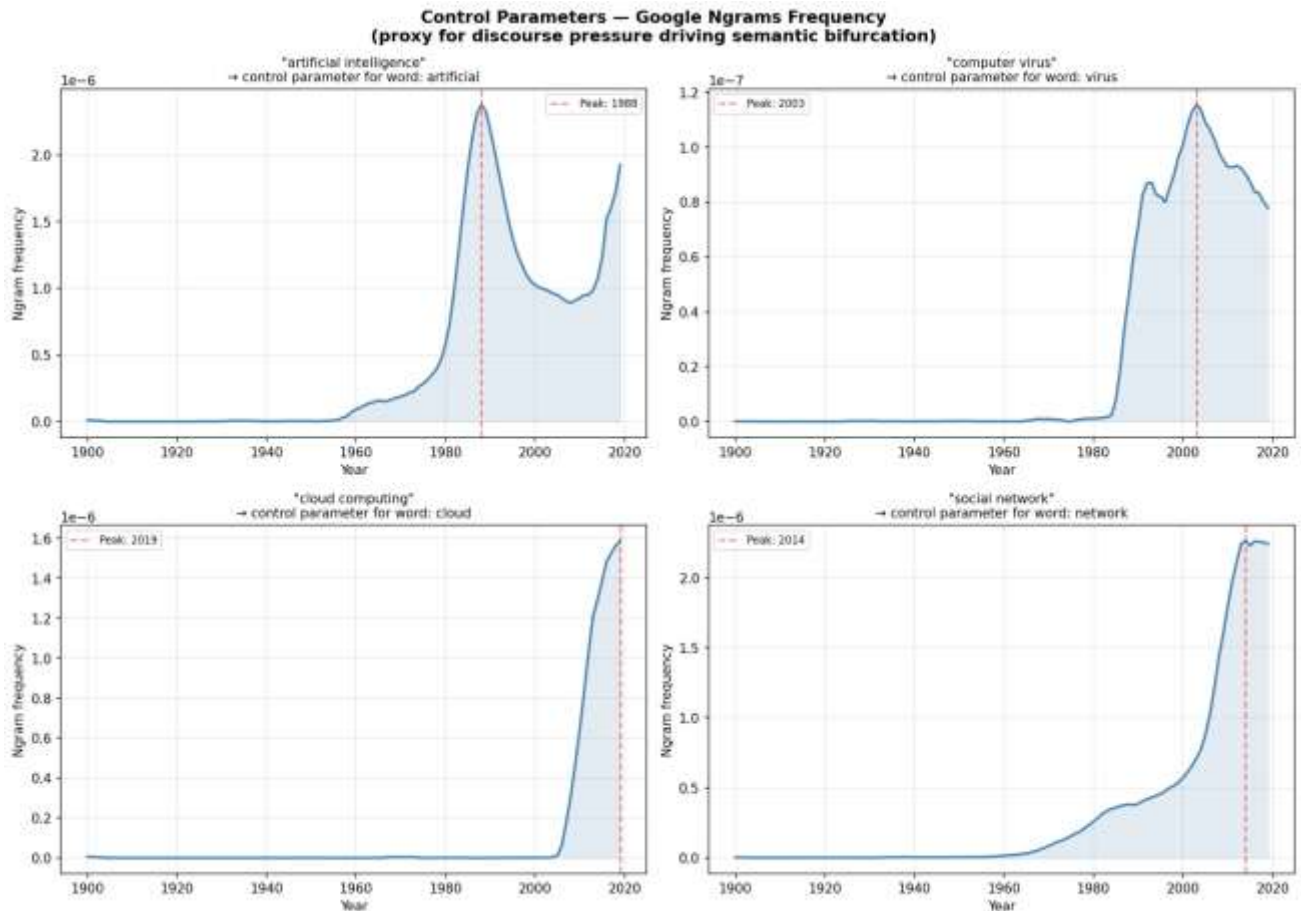 Control Parameters — Google Ngrams Frequency
(proxy for discourse pressure driving semantic bifurcation)
"artificial intelligence"
→ control parameter for word: artificial
1e−6
Peak: 1988
2.0
1.5
1.0
0.5
0.0
Ngram frequency
1900 1920 1940 1960 1980 2000 2020
Year
"computer virus"
→ control parameter for word: virus
1e−7
Peak: 2003
1.2
1.0
0.8
0.6
0.4
0.2
0.0
Ngram frequency
1900 1920 1940 1960 1980 2000 2020
Year
"cloud computing"
→ control parameter for word: cloud
1e−6
Peak: 2019
1.6
1.4
1.2
1.0
0.8
0.6
0.4
0.2
0.0
Ngram frequency
1900 1920 1940 1960 1980 2000 2020
Year
"social network"
→ control parameter for word: network
1e−6
Peak: 2014
2.0
1.5
1.0
0.5
0.0
Ngram frequency
1900 1920 1940 1960 1980 2000 2020
Year